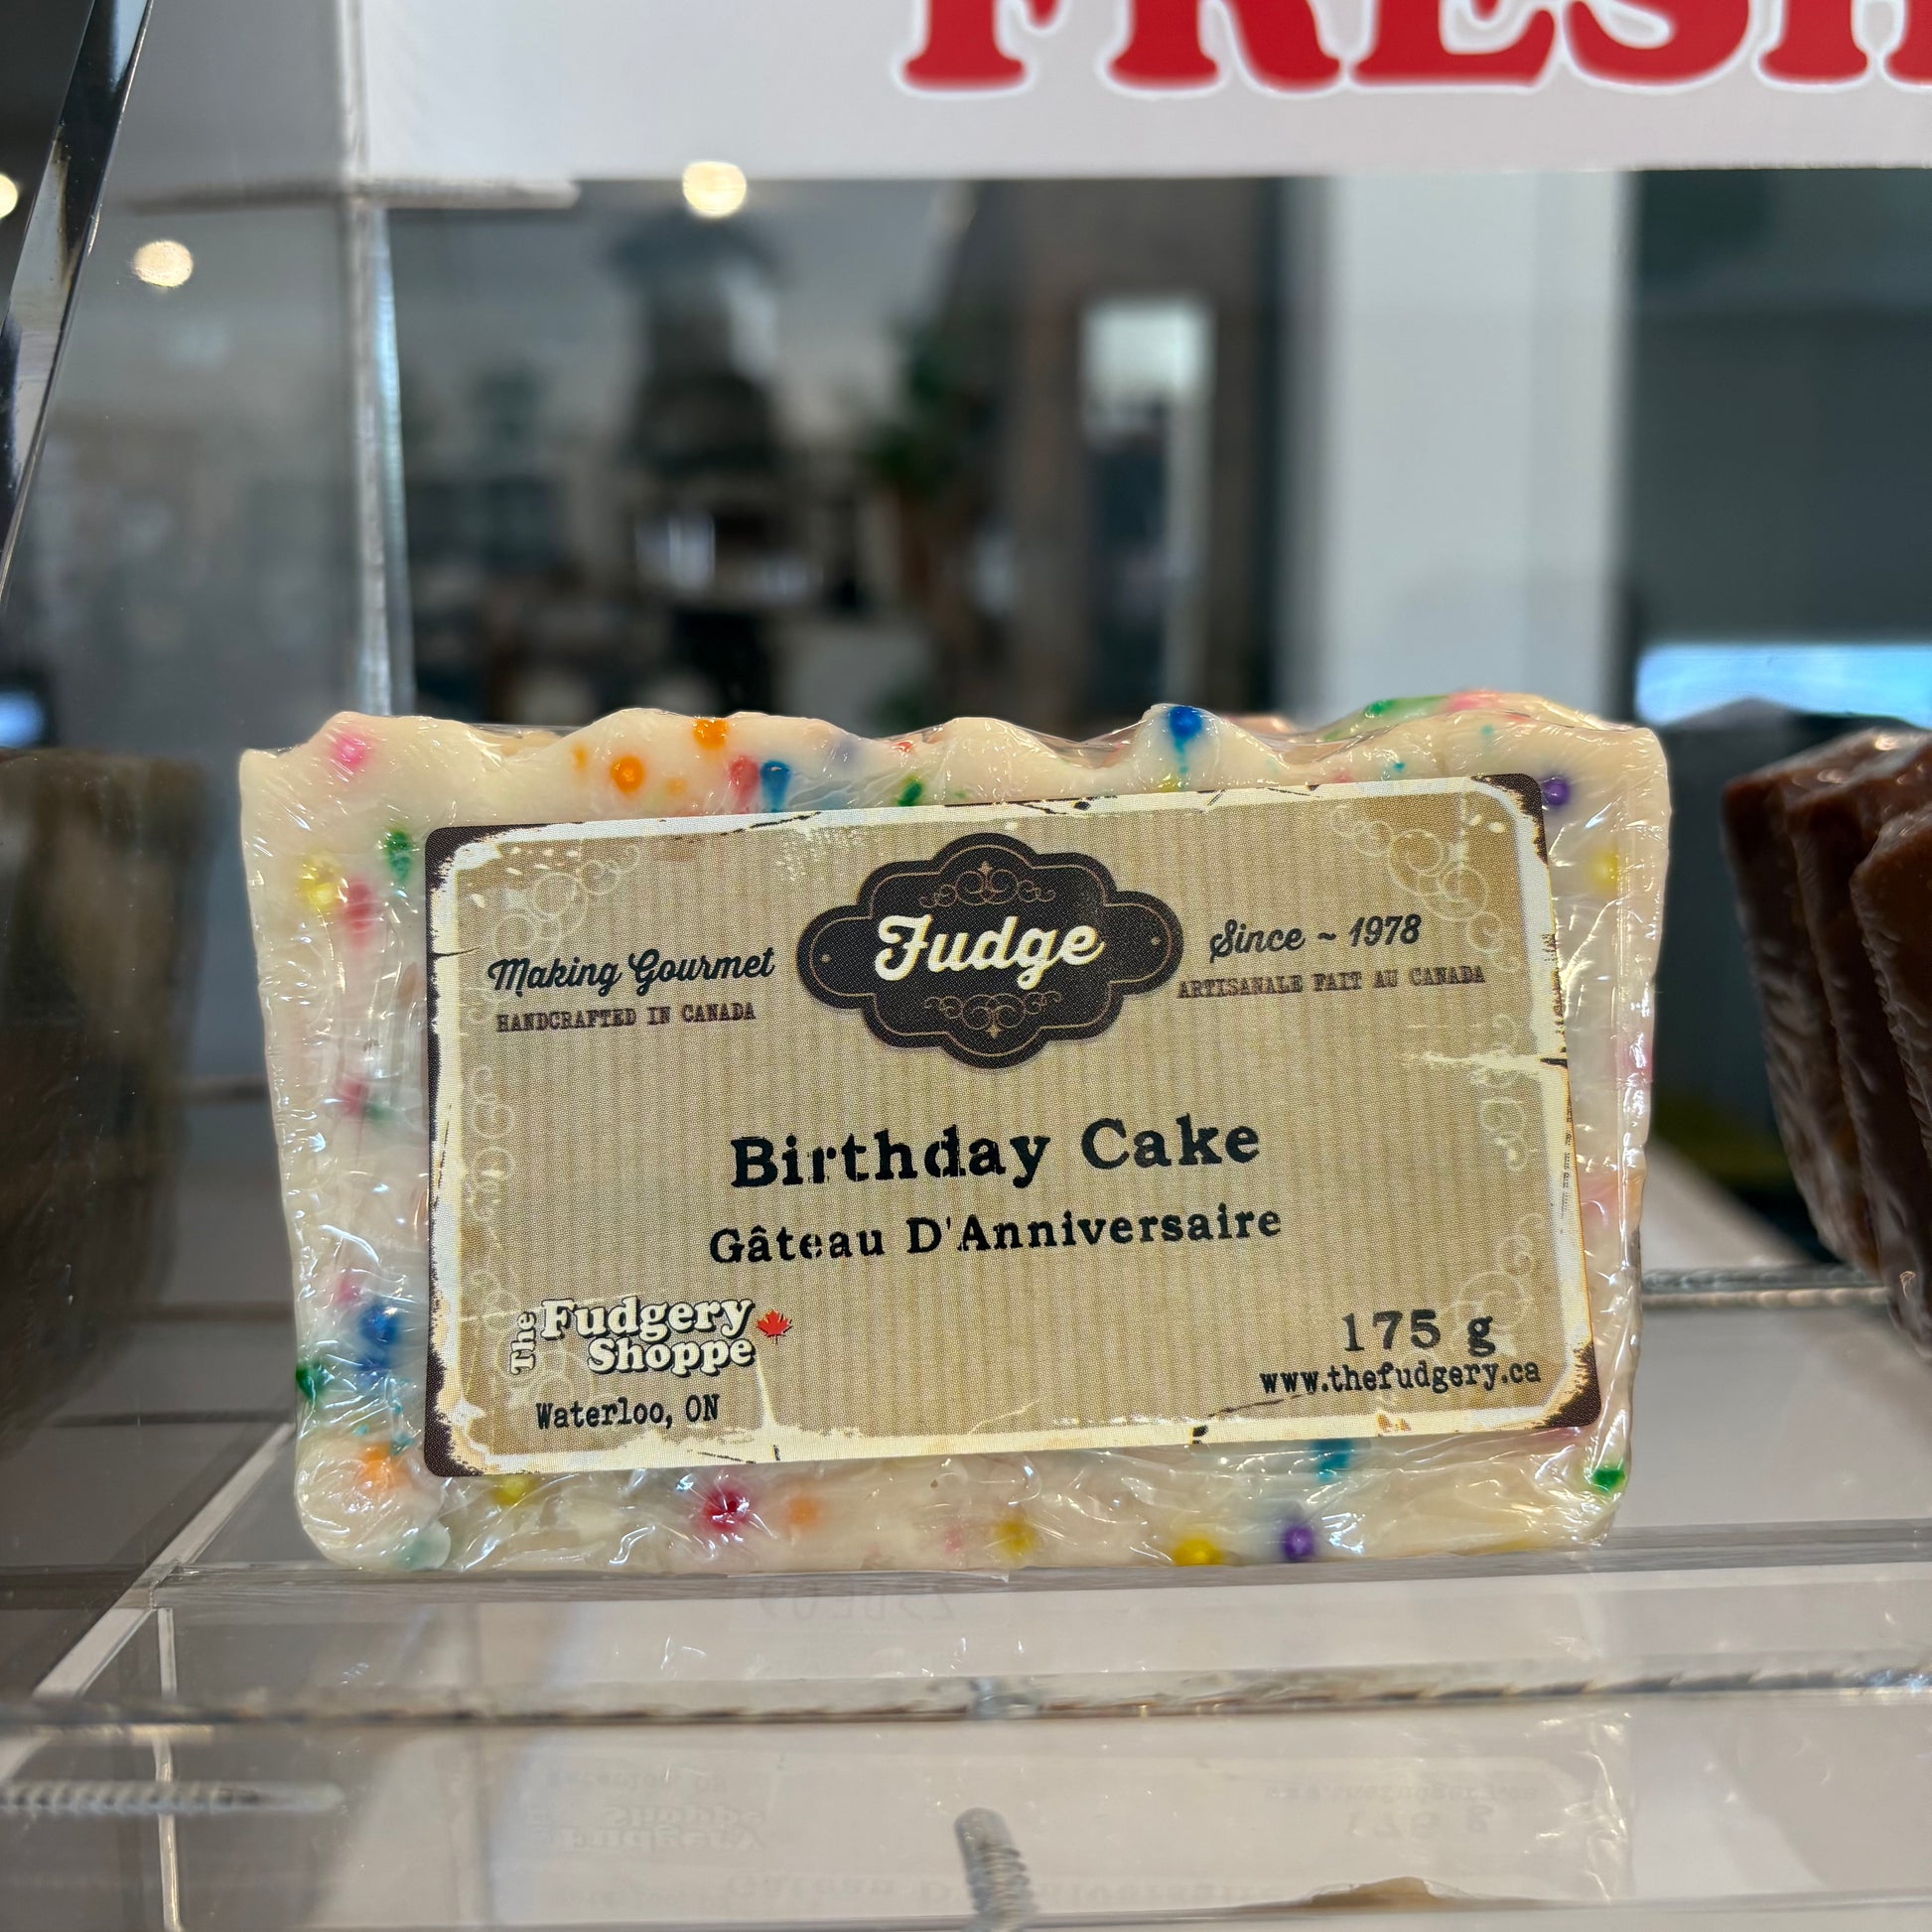 FRESH
Making Gourmet
HANDCRAFTED IN CANADA
Fudge
Since ~ 1978
ARTISANALE FAIT AU CANADA
Birthday Cake
Gâteau D'Anniversaire
The Fudgery
Shoppe
Waterloo, ON
175 g
www.thefudgery.ca